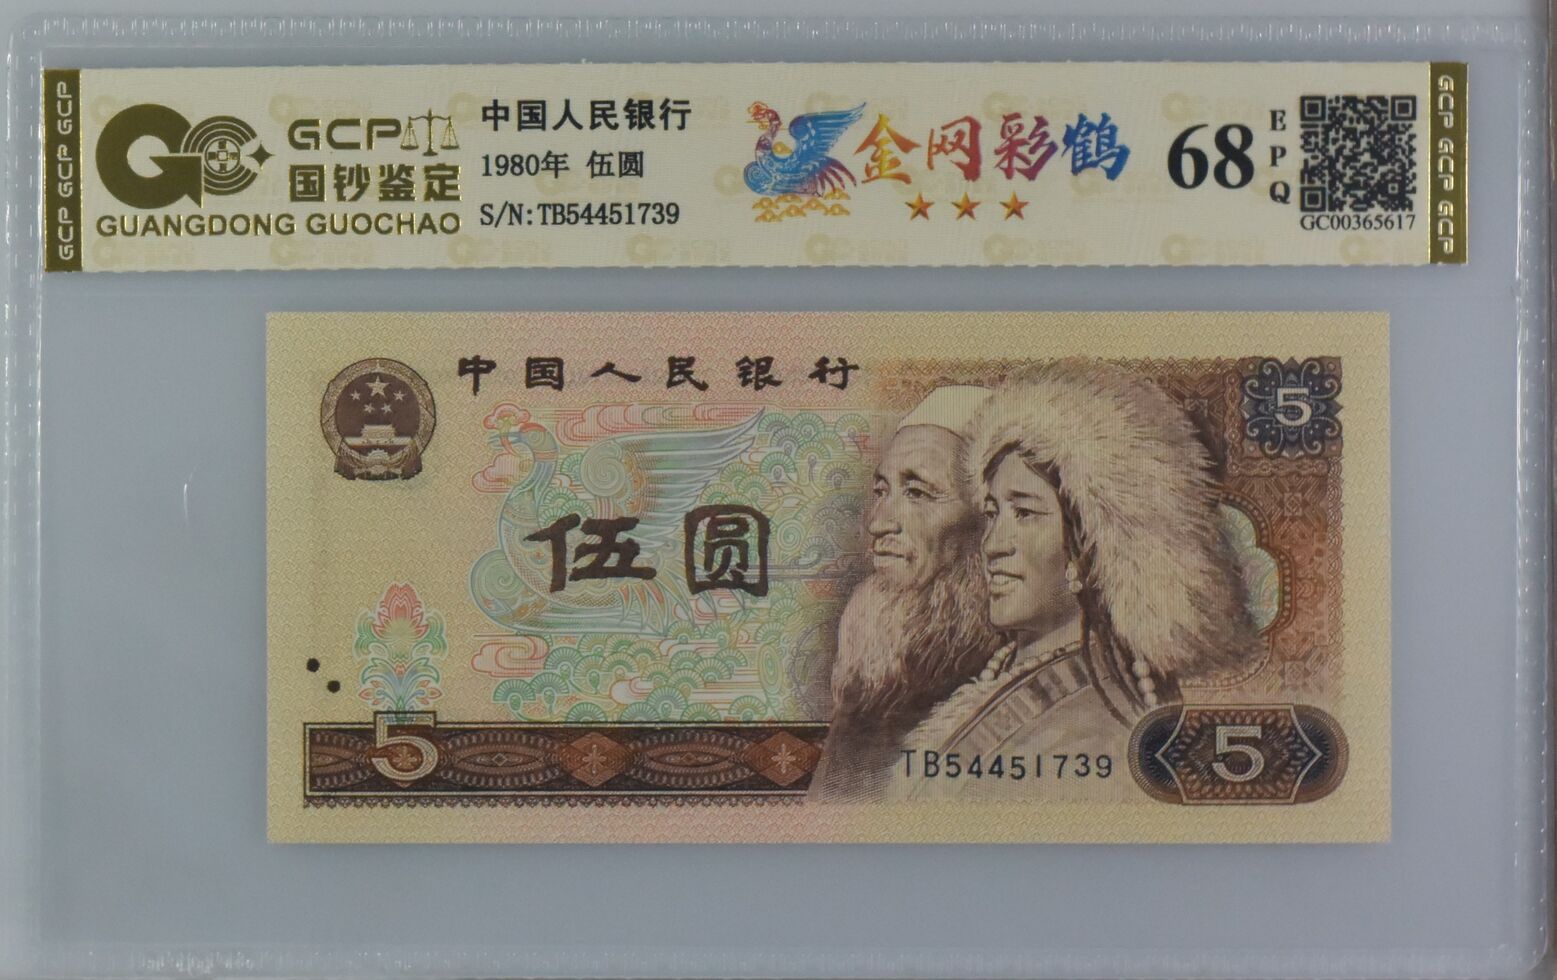 GCP GCP GCP
GCP
国钞鉴定
GUANGDONG GUOCHAO
中国人民银行
1980年 伍圆
S/N:TB54451739
金网彩鹤
68
EPQ
GC00365617
GCP GCP GCP
中国人民银行
5
伍圆
5
TB54451739
5